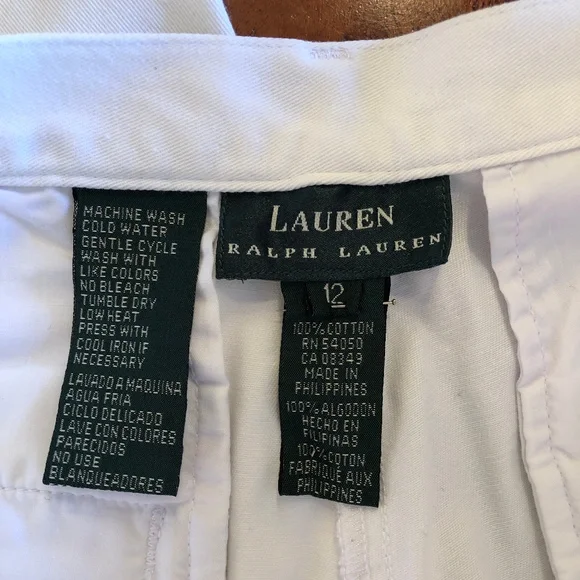 MACHINE WASH
COLD WATER
GENTLE CYCLE
WASH WITH
LIKE COLORS
NO BLEACH
TUMBLE DRY
LOW HEAT
PRESS WITH
COOL IRON IF
NECESSARY
LAVADO A MAQUINA
AGUA FRIA
CICLO DELICADO
LAVE CON COLORES
PARECIDOS
NO USE
BLANQUEADORES
LAUREN
RALPH LAUREN
12
100% COTTON
RN 54050
CA 08349
MADE IN
PHILIPPINES
100% ALGODON
HECHO EN
FILIPINAS
100% COTON
FABRIQUÉ AUX
PHILIPPINES